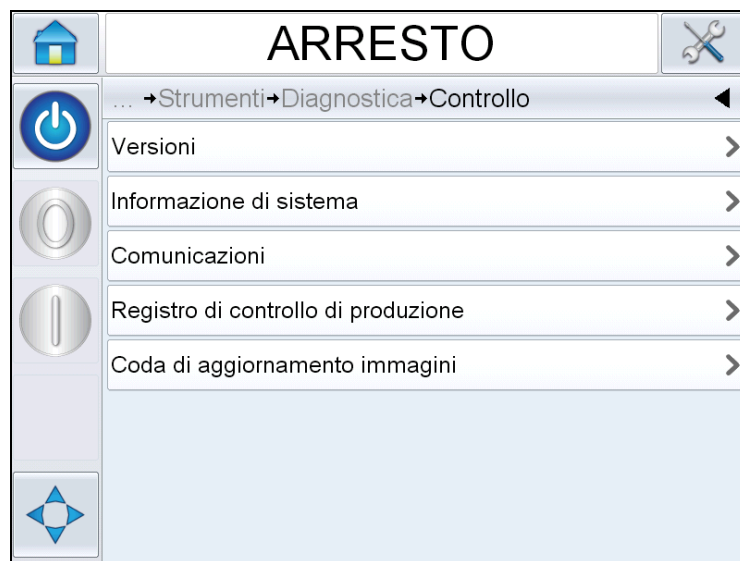 ARRESTO
... →Strumenti→Diagnostica→Controllo
Versioni
Informazione di sistema
Comunicazioni
Registro di controllo di produzione
Coda di aggiornamento immagini